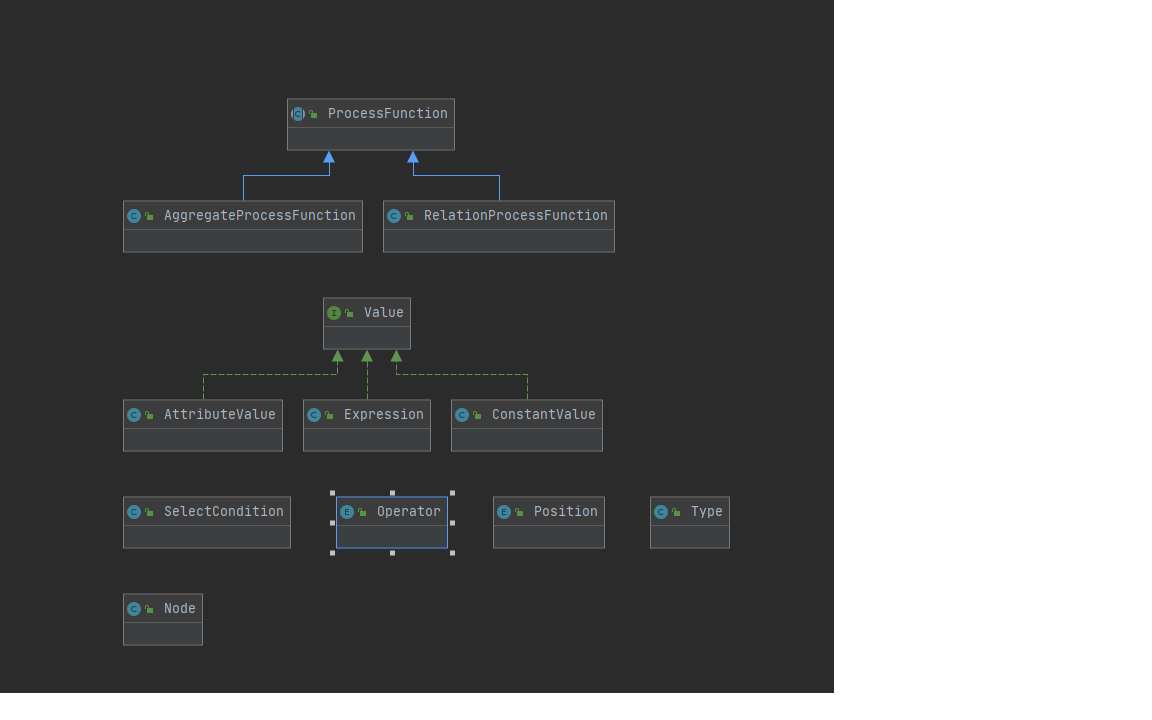 ProcessFunction
AggregateProcessFunction RelationProcessFunction
Value
AttributeValue Expression ConstantValue
SelectCondition Operator Position Type
Node